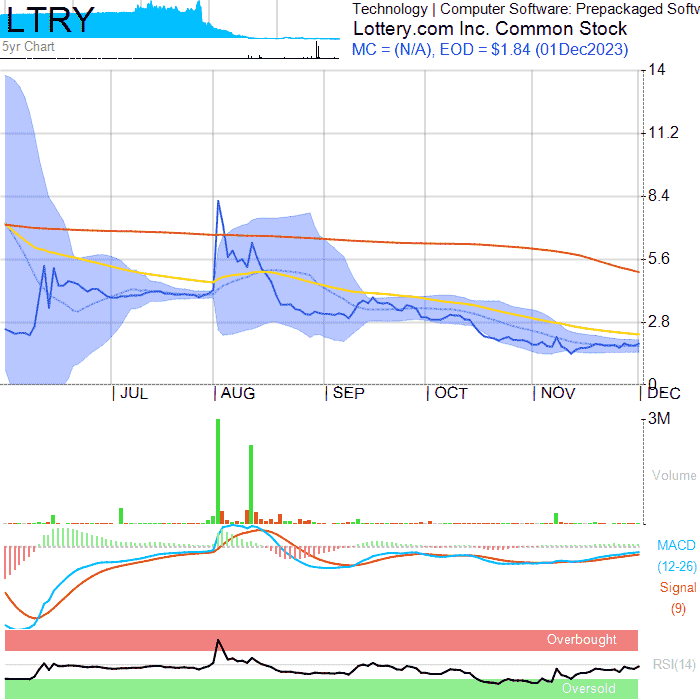 LTRY
5yr Chart
Technology | Computer Software: Prepackaged Softw
Lottery.com Inc. Common Stock
MC = (N/A), EOD = $1.84 (01Dec2023)
14
11.2
8.4
5.6
2.8
0
JUL AUG SEP OCT NOV DEC
3M
Volume
MACD
(12-26)
Signal
(9)
Overbought
RSI(14)
Oversold